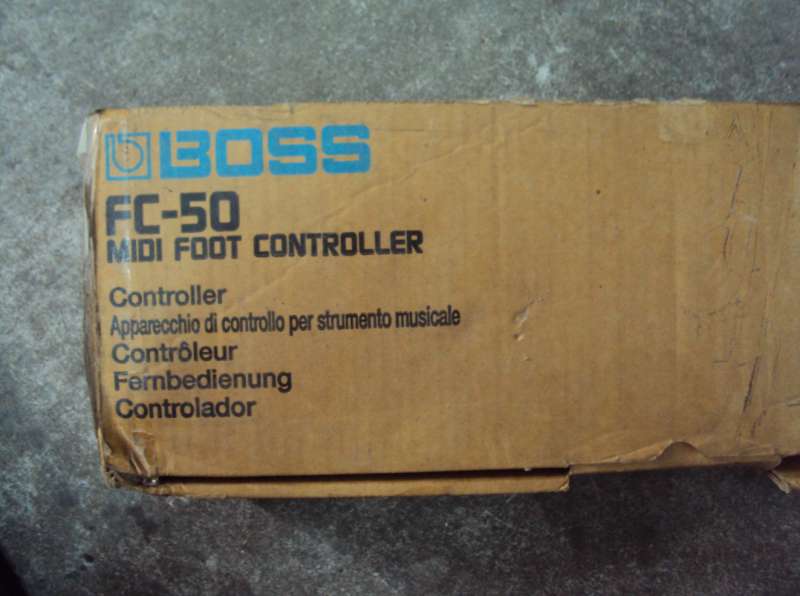 BOSS
FC-50
MIDI FOOT CONTROLLER
Controller
Apparecchio di controllo per strumento musicale
Contrôleur
Fernbedienung
Controlador